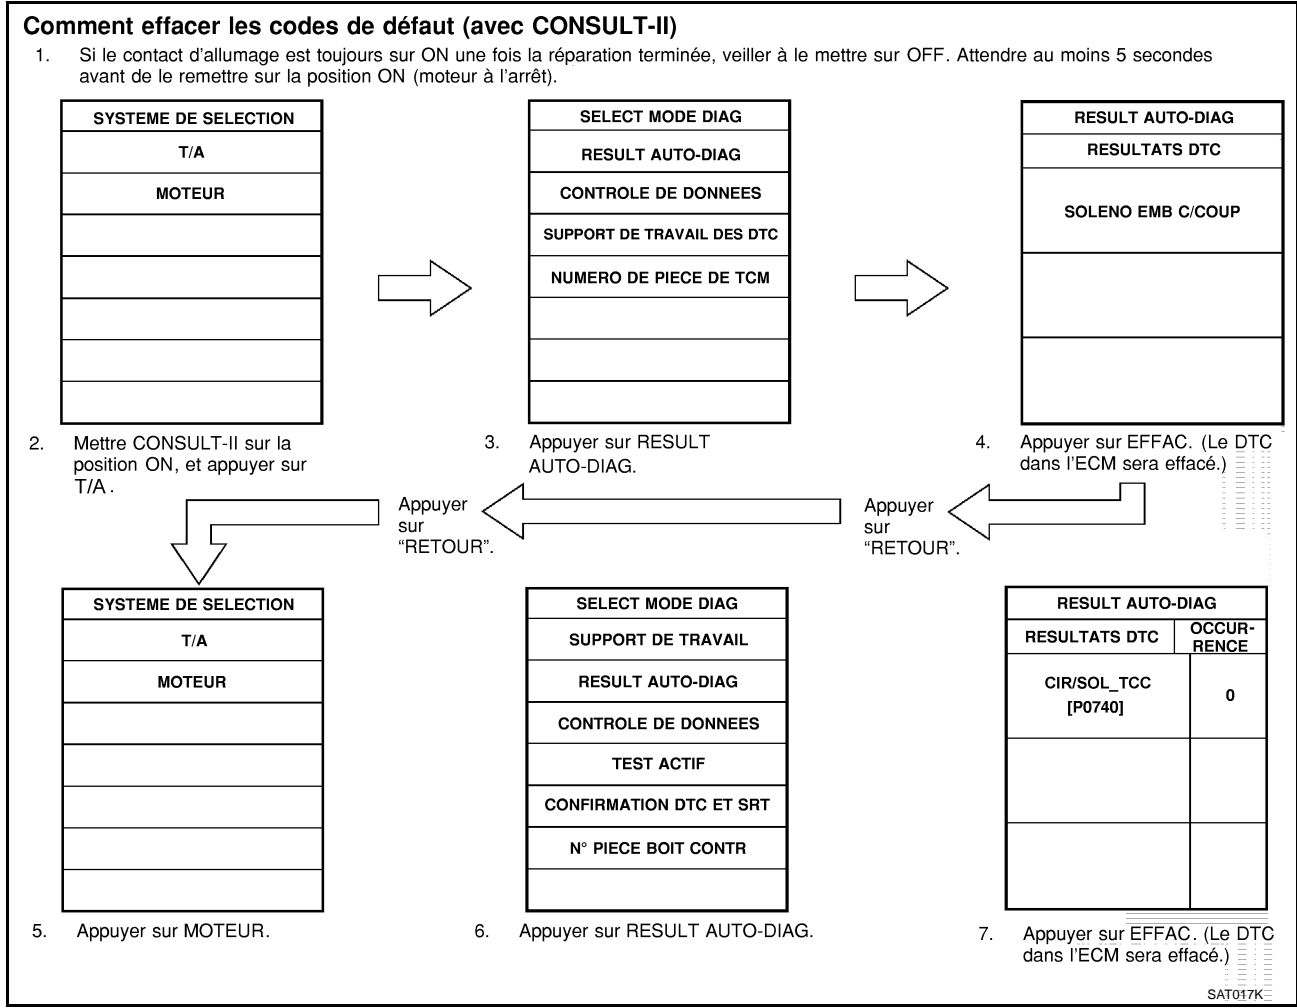 Comment effacer les codes de défaut (avec CONSULT-II)
1. Si le contact d'allumage est toujours sur ON une fois la réparation terminée, veiller à le mettre sur OFF. Attendre au moins 5 secondes
avant de le remettre sur la position ON (moteur à l'arrêt).
SYSTEME DE SELECTION
T/A
MOTEUR
SELECT MODE DIAG
RESULT AUTO-DIAG
CONTROLE DE DONNEES
SUPPORT DE TRAVAIL DES DTC
NUMERO DE PIECE DE TCM
RESULT AUTO-DIAG
RESULTATS DTC
SOLENO EMB C/COUP
2. Mettre CONSULT-II sur la
position ON, et appuyer sur
T/A .
3. Appuyer sur RESULT
AUTO-DIAG.
4. Appuyer sur EFFAC. (Le DTC
dans l'ECM sera effacé.)
Appuyer
sur
“RETOUR”.
Appuyer
sur
“RETOUR”.
SYSTEME DE SELECTION
T/A
MOTEUR
SELECT MODE DIAG
SUPPORT DE TRAVAIL
RESULT AUTO-DIAG
CONTROLE DE DONNEES
TEST ACTIF
CONFIRMATION DTC ET SRT
N° PIECE BOIT CONTR
RESULT AUTO-DIAG
RESULTATS DTC
OCCUR-
RENCE
CIR/SOL_TCC
[P0740]
0
5. Appuyer sur MOTEUR.
6. Appuyer sur RESULT AUTO-DIAG.
7. Appuyer sur EFFAC. (Le DTC
dans l'ECM sera effacé.)
SAT017K